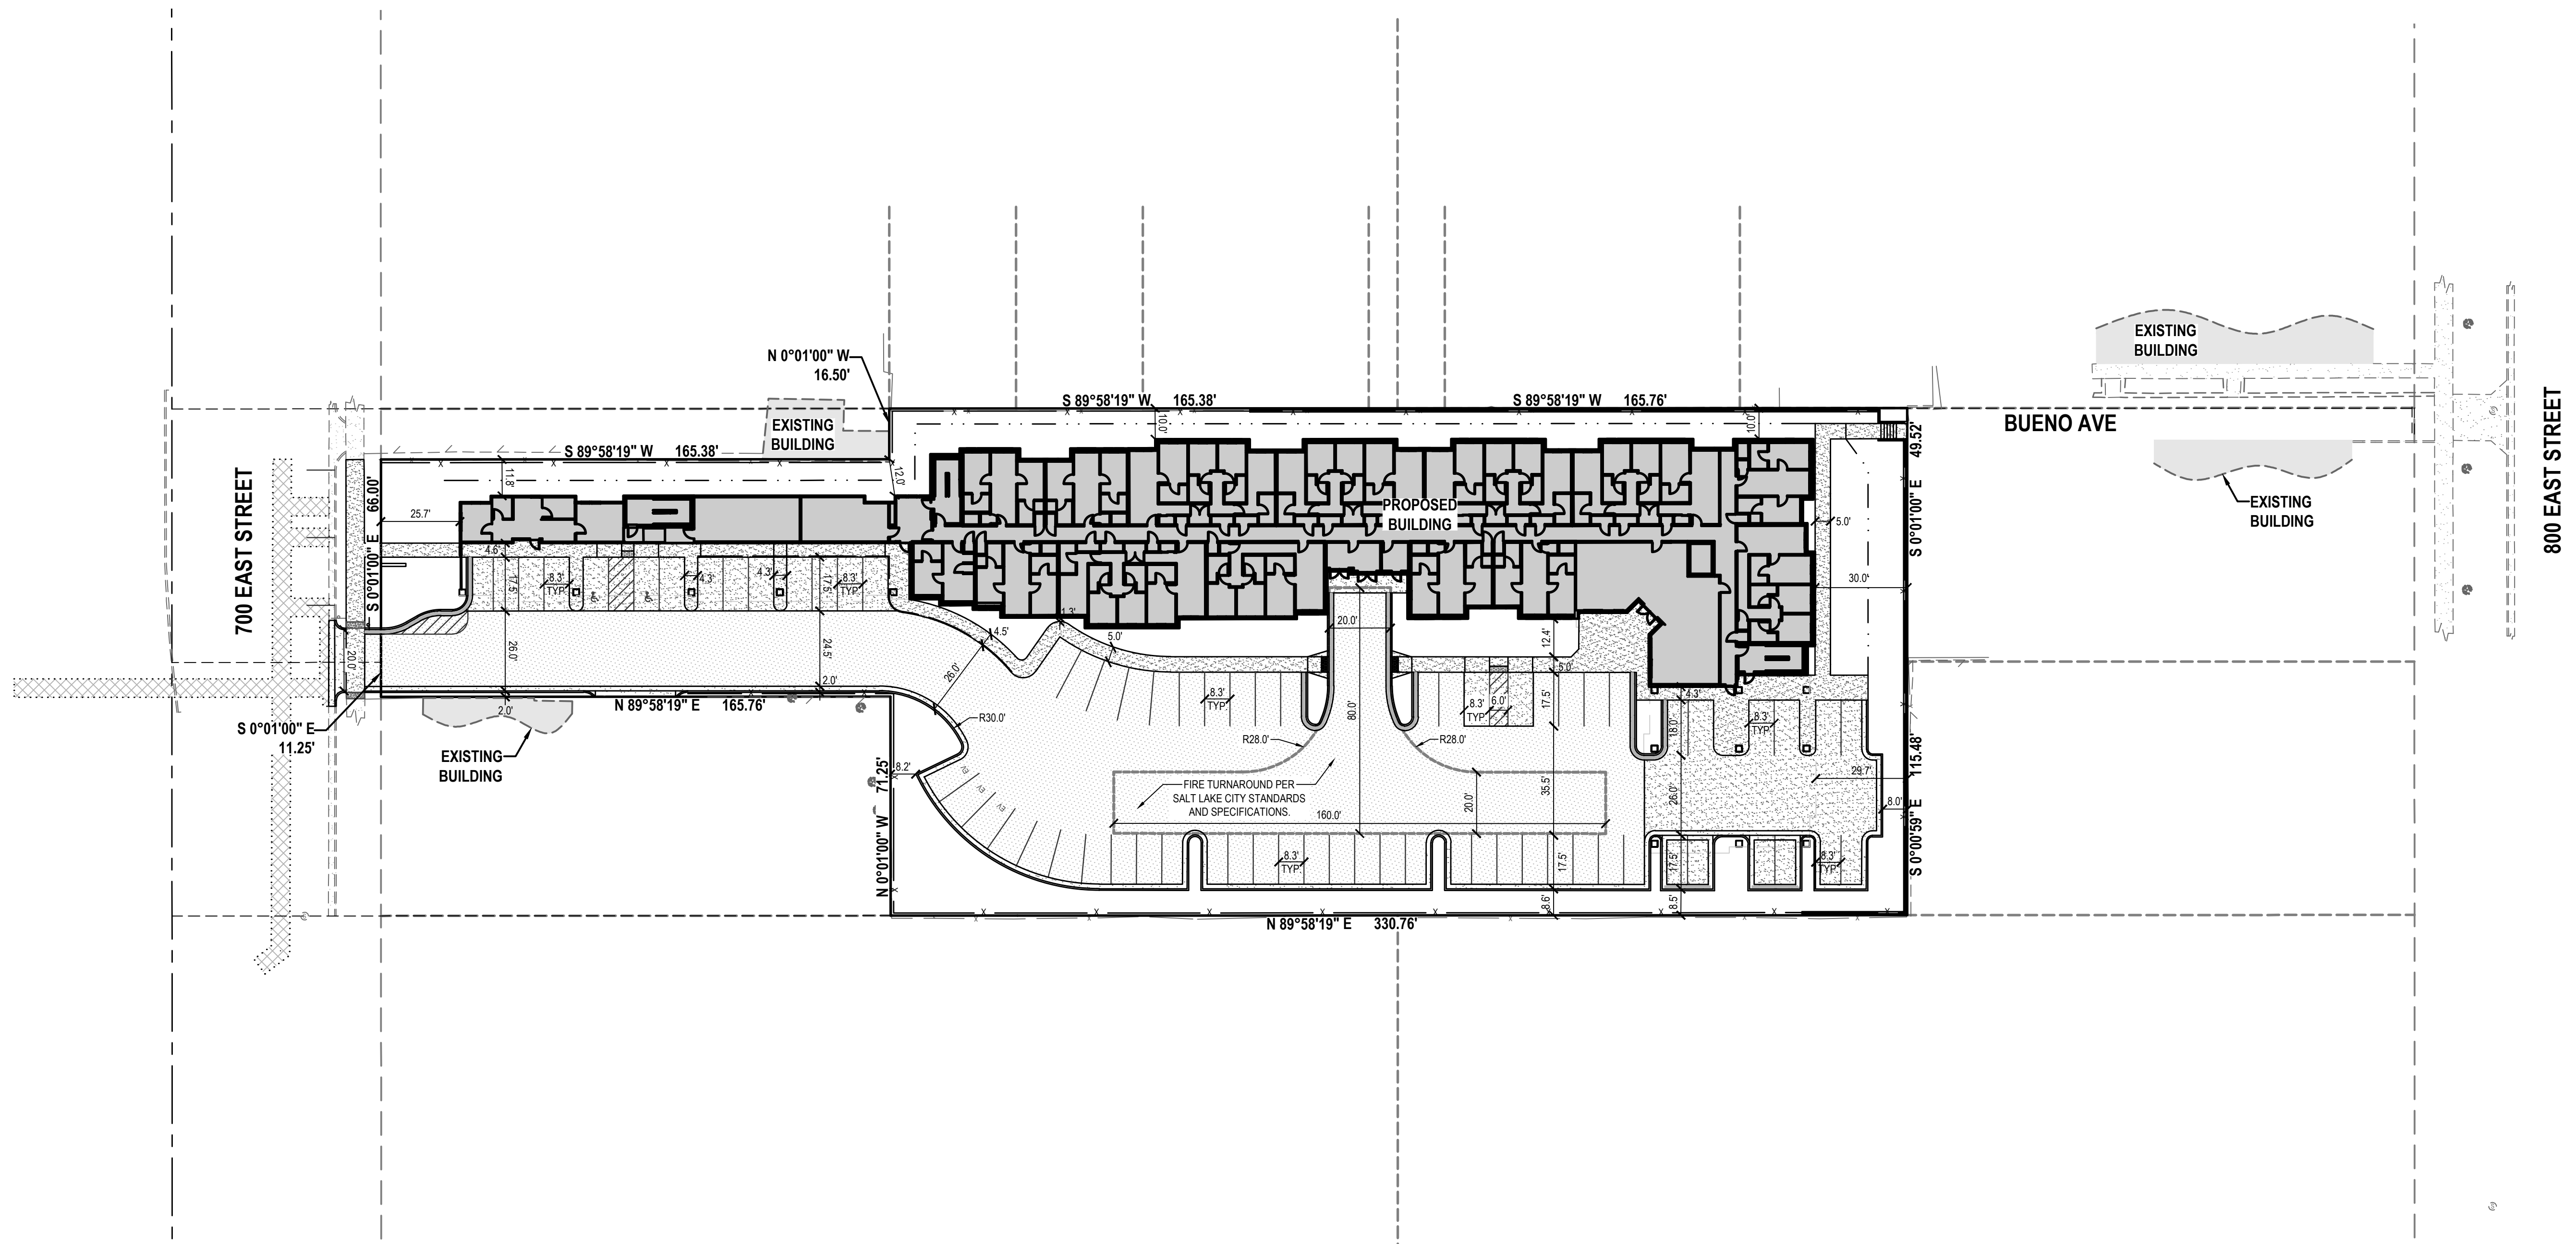 EXISTING
BUILDING
N 0°01'00" W
16.50'
800 EAST STREET
S 89°58'19" W 165.38'
S 89°58'19" W 165.76'
BUENO AVE
10.0'
10.0'
49.52'
EXISTING
BUILDING
S 89°58'19" W 165.38'
11.8'
12.0'
66.00'
700 EAST STREET
PROPOSED
BUILDING
EXISTING
BUILDING
25.7'
5.0'
S 0°01'00" E
4.6'
S 0°01'00" E
17.5'
8.3'
TYP.
4.3'
4.3'
17.5'
8.3'
TYP.
30.0'
1.3'
20.0'
4.5'
5.0'
12.4'
20.0'
26.0'
24.5'
26.0'
5.0'
2.0'
2.0'
N 89°58'19" E 165.76'
8.3'
TYP.
80.0'
8.3'
TYP.
6.0'
17.5'
4.3'
S 0°01'00" E
11.25'
R30.0'
R28.0'
R28.0'
18.0'
8.3'
TYP.
EXISTING
BUILDING
71.25'
8.2'
EV
EV
EV
FIRE TURNAROUND PER
SALT LAKE CITY STANDARDS
AND SPECIFICATIONS.
160.0'
20.0'
35.5'
26.0'
29.7'
8.0'
115.48'
N 0°01'00" W
S 0°00'59" E
8.3'
TYP.
17.5'
17.5'
8.3'
TYP.
8.6'
8.5'
N 89°58'19" E 330.76'